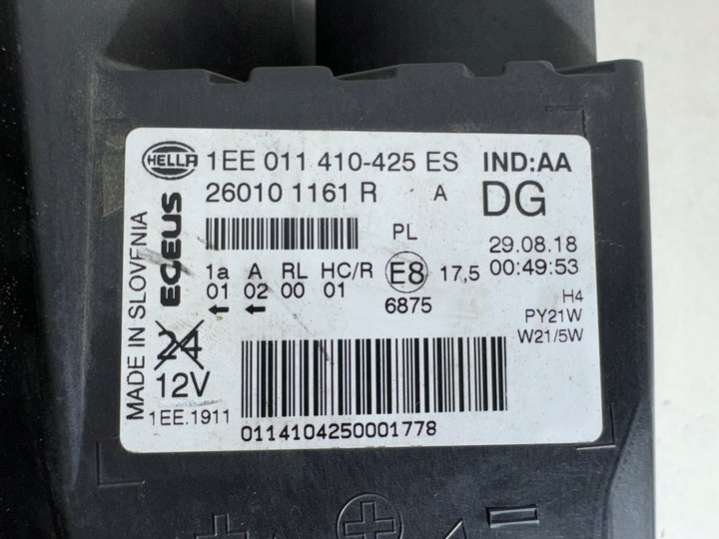 HELLA 1EE 011 410-425 ES IND:AA
26010 1 1161 R A DG
PL
29.08.18
1a A RL HC/R E8 17,5 00:49:53
01 02 00 01 6875
← ←
H4
PY21W
W21/5W
MADE IN SLOVENIA
ECEUS
24
12V
1EE.1911
0114104250001778